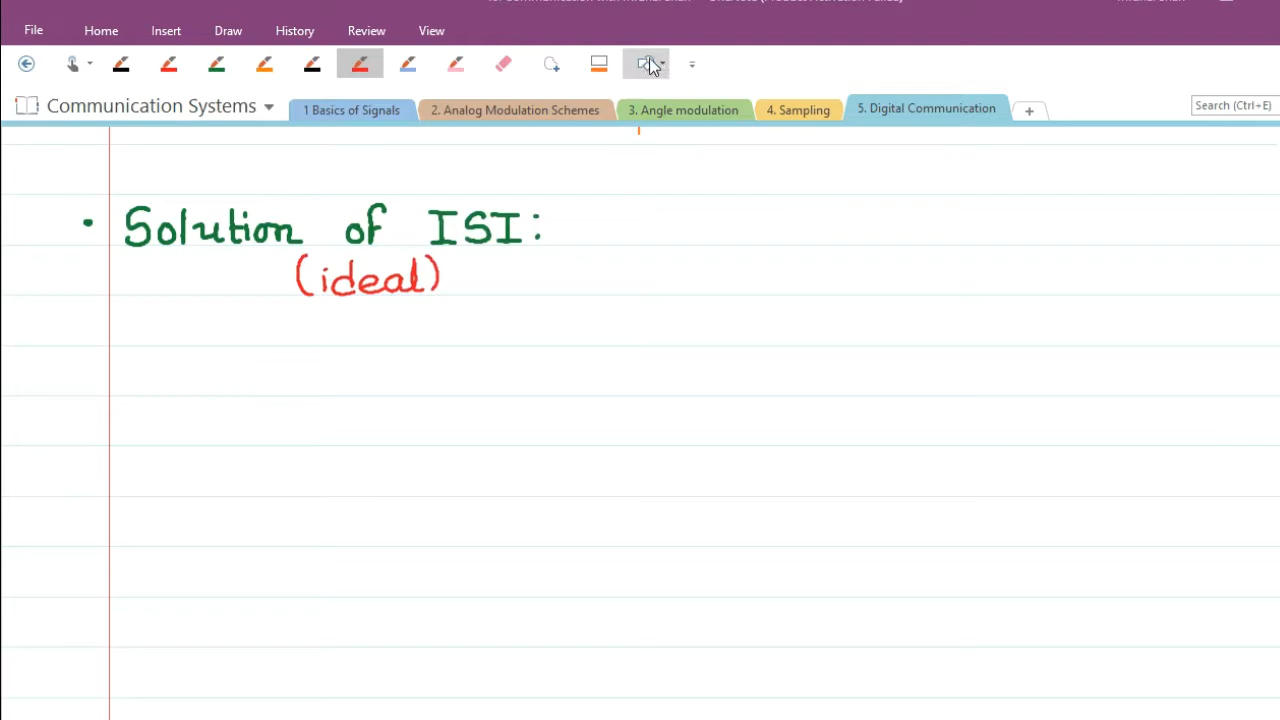 File Home Insert Draw History Review View
Communication Systems 1 Basics of Signals 2. Analog Modulation Schemes 3. Angle modulation 4. Sampling 5. Digital Communication + Search (Ctrl+E)
• Solution of ISI:
(ideal)